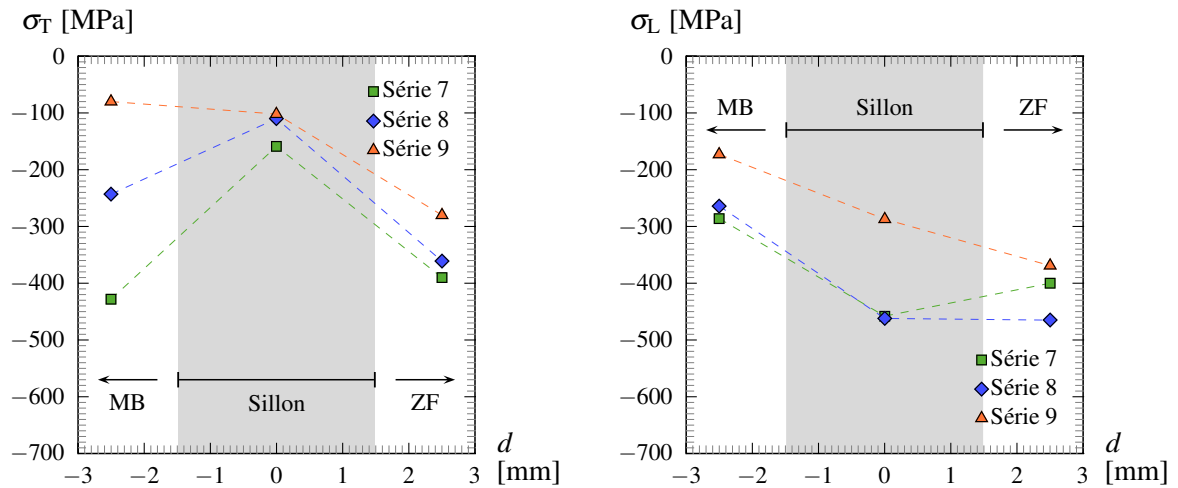 σT [MPa]
0
−100
−200
−300
−400
−500
−600
−700
−3
−2
−1
0
1
2
3
d
[mm]
Série 7
Série 8
Série 9
MB
Sillon
ZF
σL [MPa]
0
−100
−200
−300
−400
−500
−600
−700
−3
−2
−1
0
1
2
3
d
[mm]
MB
Sillon
ZF
Série 7
Série 8
Série 9